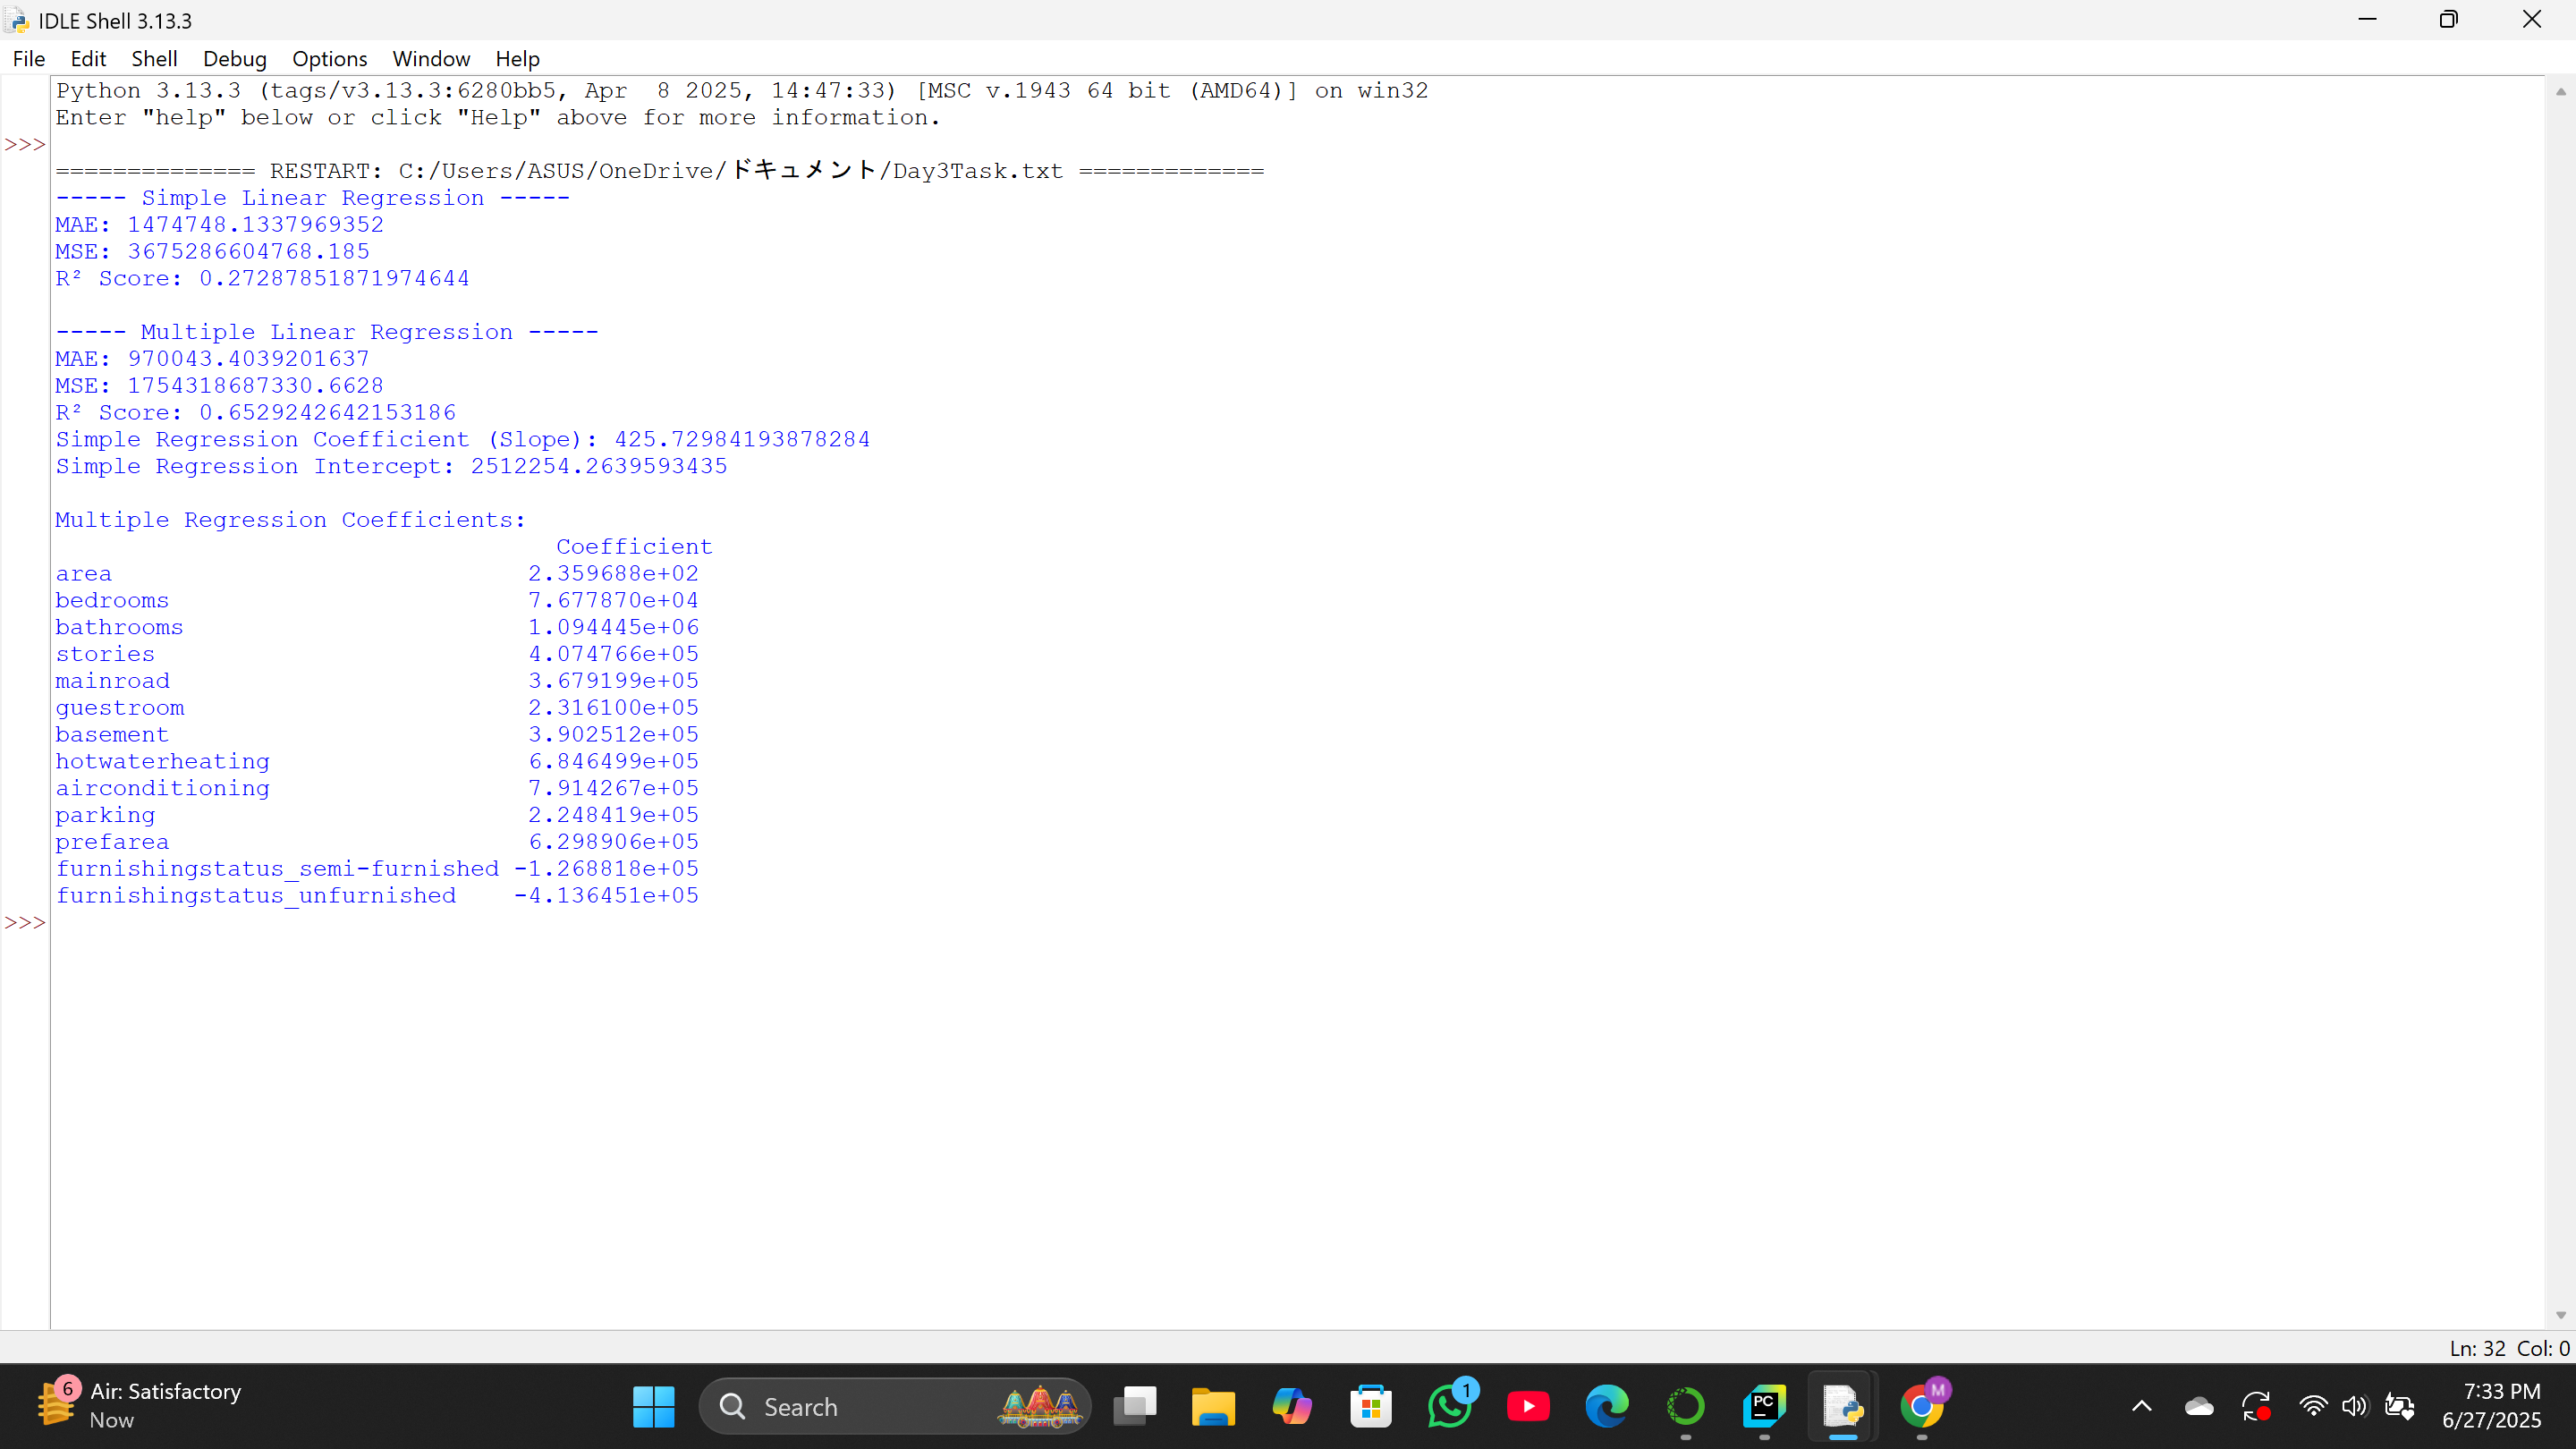 IDLE Shell 3.13.3
File Edit Shell Debug Options Window Help
Python 3.13.3 (tags/v3.13.3:6280bb5, Apr  8 2025, 14:47:33) [MSC v.1943 64 bit (AMD64)] on win32
Enter "help" below or click "Help" above for more information.
>>>
============== RESTART: C:/Users/ASUS/OneDrive/ドキュメント/Day3Task.txt =============
----- Simple Linear Regression -----
MAE: 1474748.1337969352
MSE: 3675286604768.185
R² Score: 0.27287851871974644
----- Multiple Linear Regression -----
MAE: 970043.4039201637
MSE: 1754318687330.6628
R² Score: 0.6529242642153186
Simple Regression Coefficient (Slope): 425.72984193878284
Simple Regression Intercept: 2512254.2639593435
Multiple Regression Coefficients:
Coefficient
area 2.359688e+02
bedrooms 7.677870e+04
bathrooms 1.094445e+06
stories 4.074766e+05
mainroad 3.679199e+05
guestroom 2.316100e+05
basement 3.902512e+05
hotwaterheating 6.846499e+05
airconditioning 7.914267e+05
parking 2.248419e+05
prefarea 6.298906e+05
furnishingstatus_semi-furnished -1.268818e+05
furnishingstatus_unfurnished -4.136451e+05
>>>
Ln: 32 Col: 0
6
Air: Satisfactory
Now
Search
1
PC
M
7:33 PM
6/27/2025